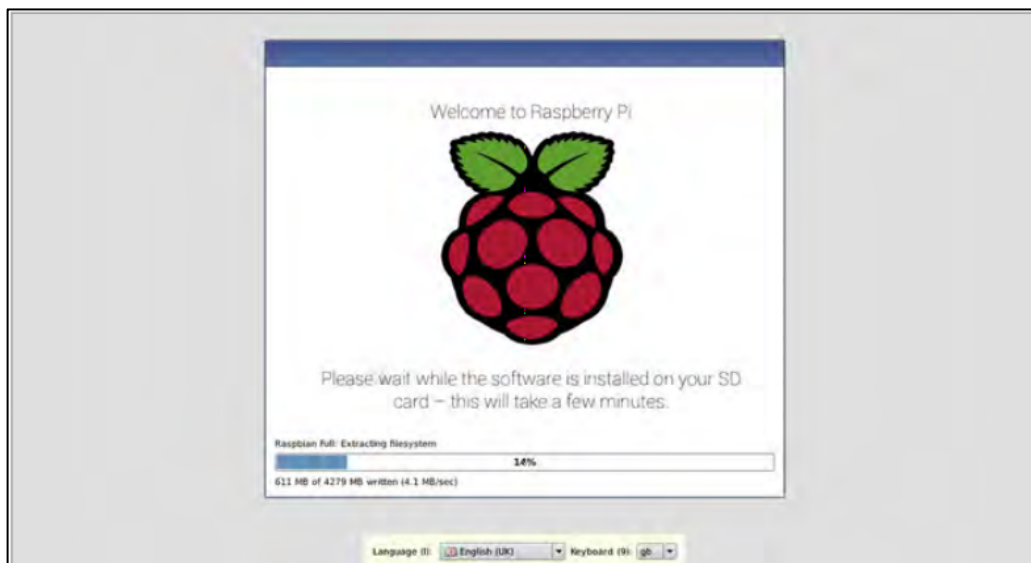 Welcome to Raspberry Pi
Please wait while the software is installed on your SD
card – this will take a few minutes.
Raspbian Full: Extracting filesystem
14%
611 MB of 4279 MB written (4.1 MB/sec)
Language (l): English (UK) Keyboard (9): gb